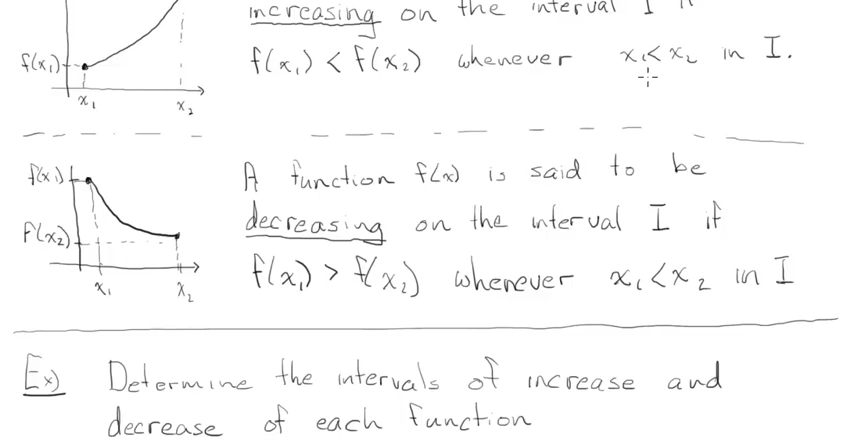 increasing on the interval I if
f(x₁)
f(x₁) < f(x₂) whenever x₁ < x₂ in I.
x₁
x₂
f(x₁)
A function f(x) is said to be
f(x₂)
decreasing on the interval I if
f(x₁) > f(x₂) whenever x₁ < x₂ in I
x₁
x₂
Ex) Determine the intervals of increase and
decrease of each function